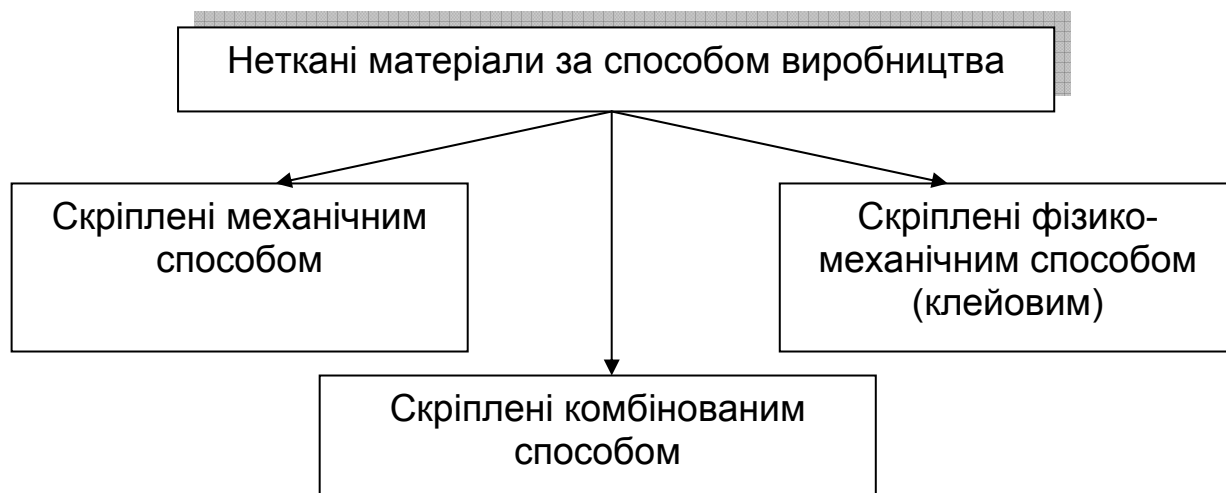 Неткані матеріали за способом виробництва
Скріплені механічним
способом
Скріплені фізико-
механічним способом
(клейовим)
Скріплені комбінованим
способом